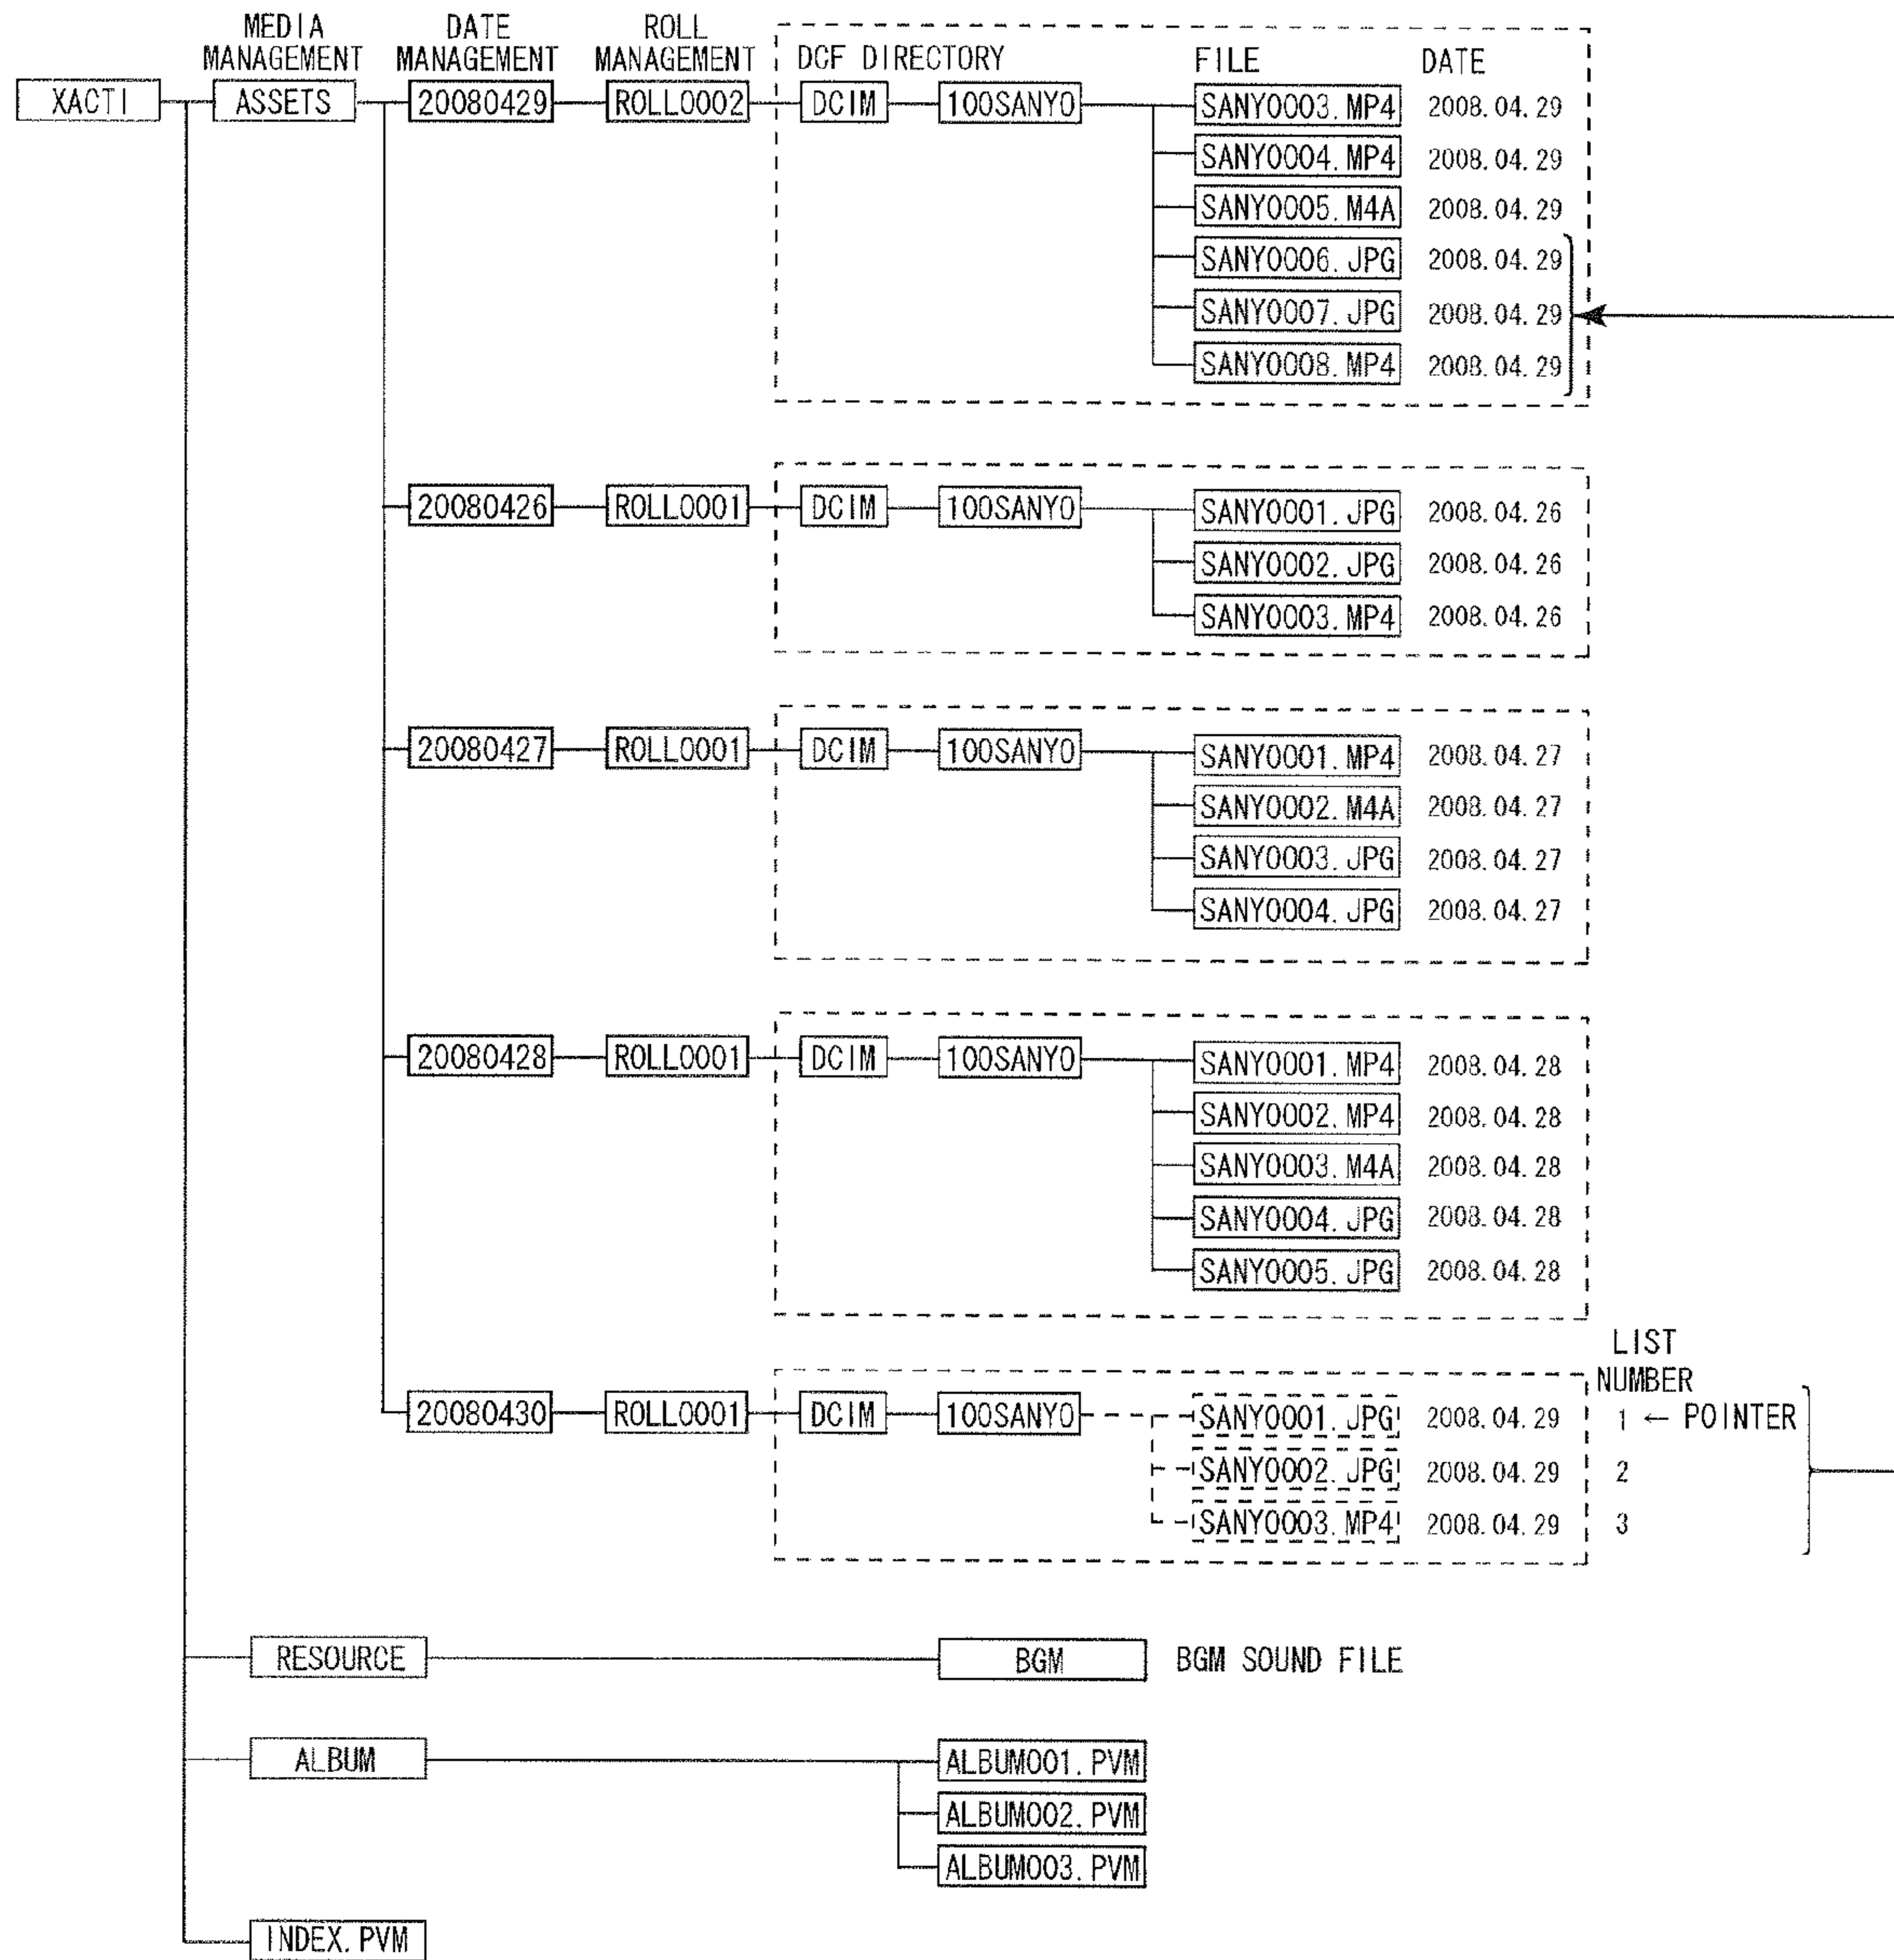 MEDIA MANAGEMENT
DATE MANAGEMENT
ROLL MANAGEMENT
DCF DIRECTORY
FILE
DATE
XACTI
ASSETS
20080429
ROLL0002
DCIM
100SANYO
SANY0003.MP4 2008.04.29
SANY0004.MP4 2008.04.29
SANY0005.M4A 2008.04.29
SANY0006.JPG 2008.04.29
SANY0007.JPG 2008.04.29
SANY0008.MP4 2008.04.29
20080426
ROLL0001
DCIM
100SANYO
SANY0001.JPG 2008.04.26
SANY0002.JPG 2008.04.26
SANY0003.MP4 2008.04.26
20080427
ROLL0001
DCIM
100SANYO
SANY0001.MP4 2008.04.27
SANY0002.M4A 2008.04.27
SANY0003.JPG 2008.04.27
SANY0004.JPG 2008.04.27
20080428
ROLL0001
DCIM
100SANYO
SANY0001.MP4 2008.04.28
SANY0002.MP4 2008.04.28
SANY0003.M4A 2008.04.28
SANY0004.JPG 2008.04.28
SANY0005.JPG 2008.04.28
LIST NUMBER
20080430
ROLL0001
DCIM
100SANYO
SANY0001.JPG 2008.04.29 1 ← POINTER
SANY0002.JPG 2008.04.29 2
SANY0003.MP4 2008.04.29 3
RESOURCE
BGM
BGM SOUND FILE
ALBUM
ALBUM001.PVM
ALBUM002.PVM
ALBUM003.PVM
INDEX.PVM